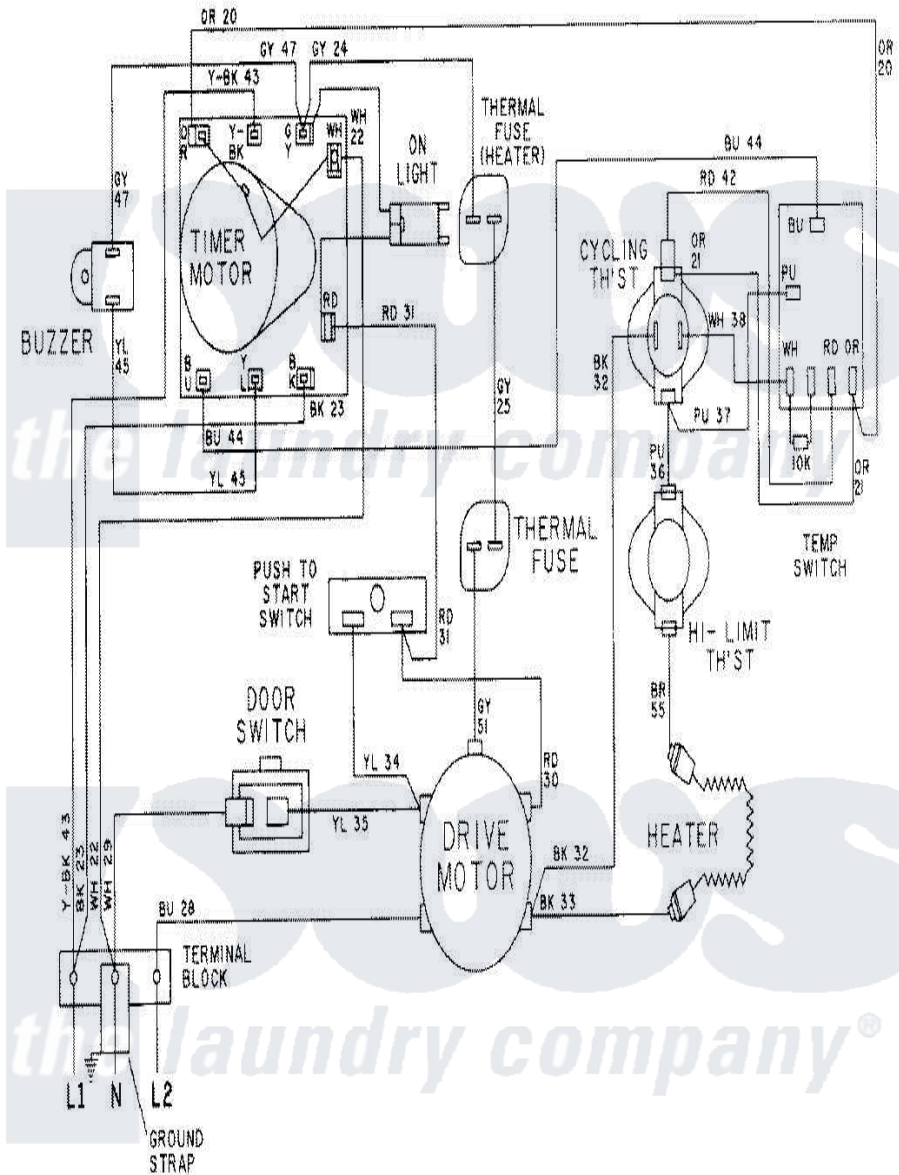 OR 20
GY 47
GY 24
Y-BK 43
OR
20
THERMAL
FUSE
(HEATER)
WH
22
O
R
Y-
BK
G
Y
WH
ON
LIGHT
BU 44
RD 42
GY
47
BU
TIMER
MOTOR
CYCLING
TH'ST
OR
21
PU
BUZZER
RD
RD 31
WH 38
YL
45
BK
32
WH
RD
OR
B
U
Y
L
B
K
BK 23
GY
25
PU 37
BU 44
the laundry company®
PU
36
10K
OR
21
YL 45
THERMAL
FUSE
TEMP
SWITCH
PUSH TO
START
SWITCH
RD
31
HI-LIMIT
TH'ST
DOOR
SWITCH
GY
51
BR
55
YL 34
RD
30
YL 35
DRIVE
MOTOR
HEATER
Y-BK 43
BK 23
WH 22
WH 29
BK 32
BK 33
BU 28
TERMINAL
BLOCK
the laundry company®
L1
N
L2
GROUND
STRAP